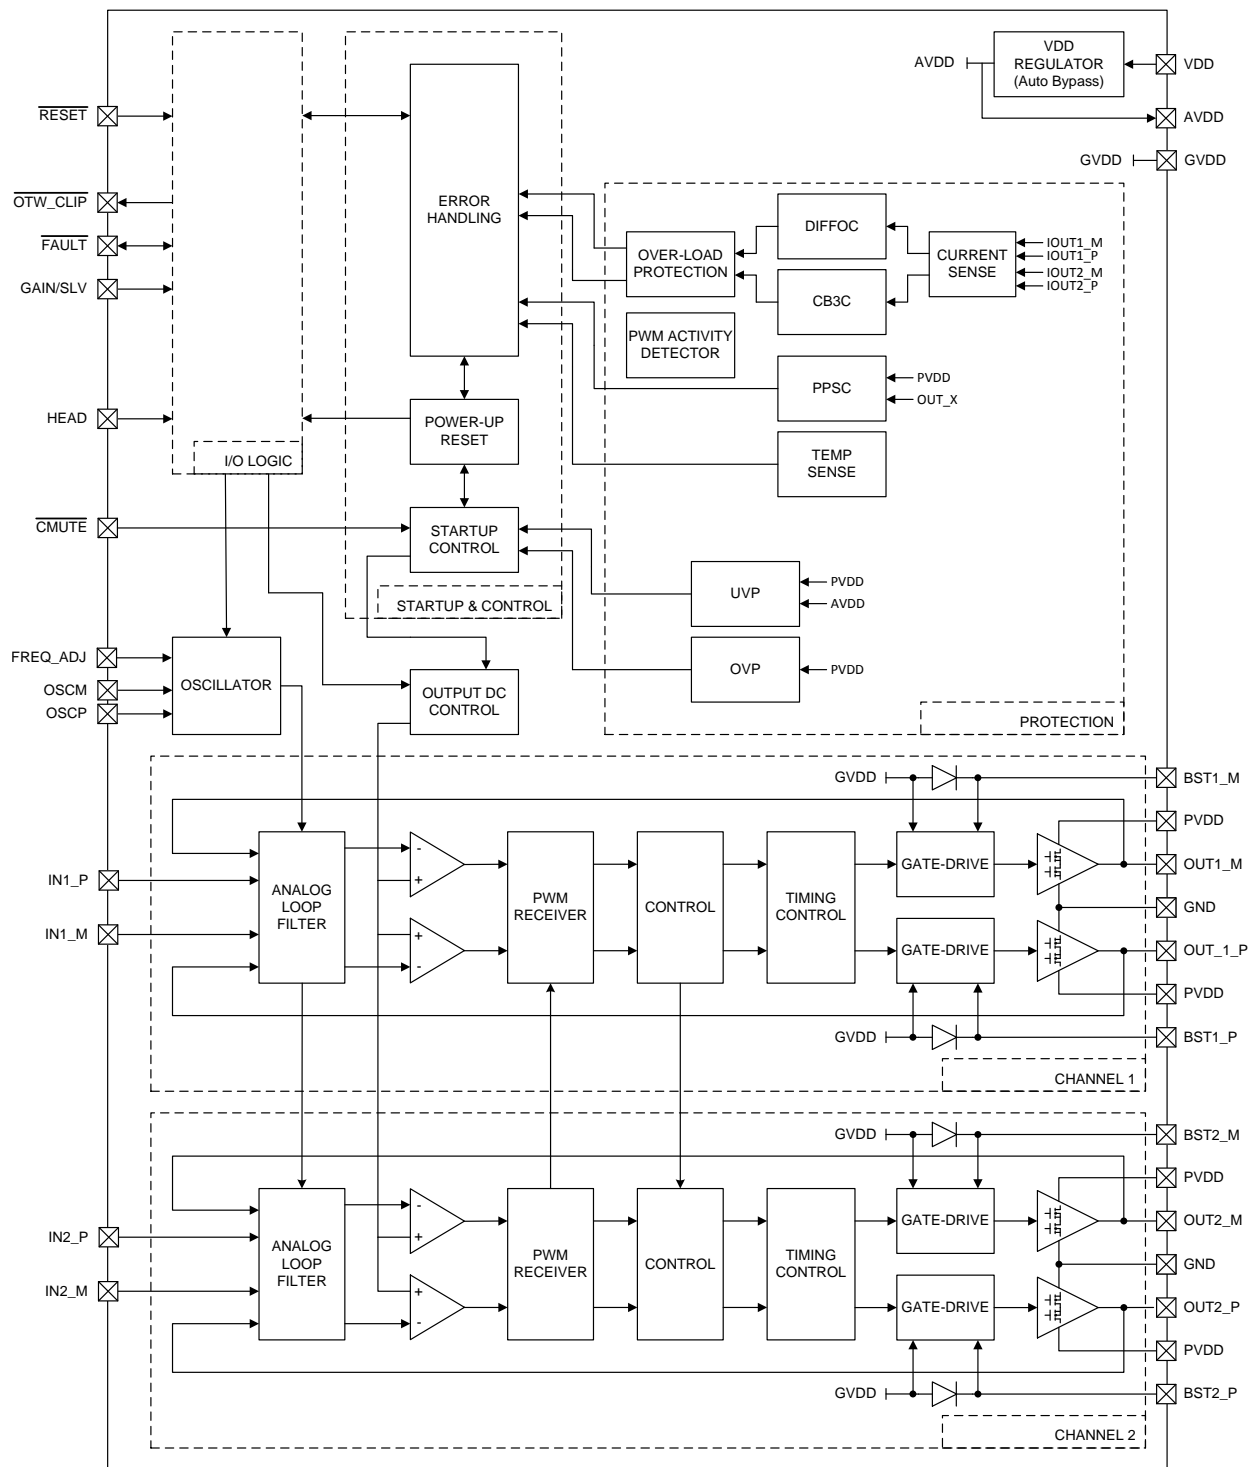 VDD
REGULATOR
(Auto Bypass)
AVDD
VDD
AVDD
GVDD
GVDD
RESET
OTW_CLIP
FAULT
GAIN/SLV
HEAD
CMUTE
FREQ_ADJ
OSCM
OSCP
I/O LOGIC
ERROR
HANDLING
POWER-UP
RESET
STARTUP
CONTROL
STARTUP & CONTROL
OVER-LOAD
PROTECTION
DIFFOC
CB3C
CURRENT
SENSE
IOUT1_M
IOUT1_P
IOUT2_M
IOUT2_P
PWM ACTIVITY
DETECTOR
PPSC
PVDD
OUT_X
TEMP
SENSE
UVP
PVDD
AVDD
OVP
PVDD
PROTECTION
OSCILLATOR
OUTPUT DC
CONTROL
GVDD
BST1_M
PVDD
OUT1_M
GND
OUT_1_P
PVDD
BST1_P
IN1_P
IN1_M
ANALOG
LOOP
FILTER
-
+
+
-
PWM
RECEIVER
CONTROL
TIMING
CONTROL
GATE-DRIVE
GATE-DRIVE
GVDD
CHANNEL 1
GVDD
BST2_M
PVDD
OUT2_M
GND
OUT2_P
PVDD
BST2_P
IN2_P
IN2_M
ANALOG
LOOP
FILTER
-
+
+
-
PWM
RECEIVER
CONTROL
TIMING
CONTROL
GATE-DRIVE
GATE-DRIVE
GVDD
CHANNEL 2